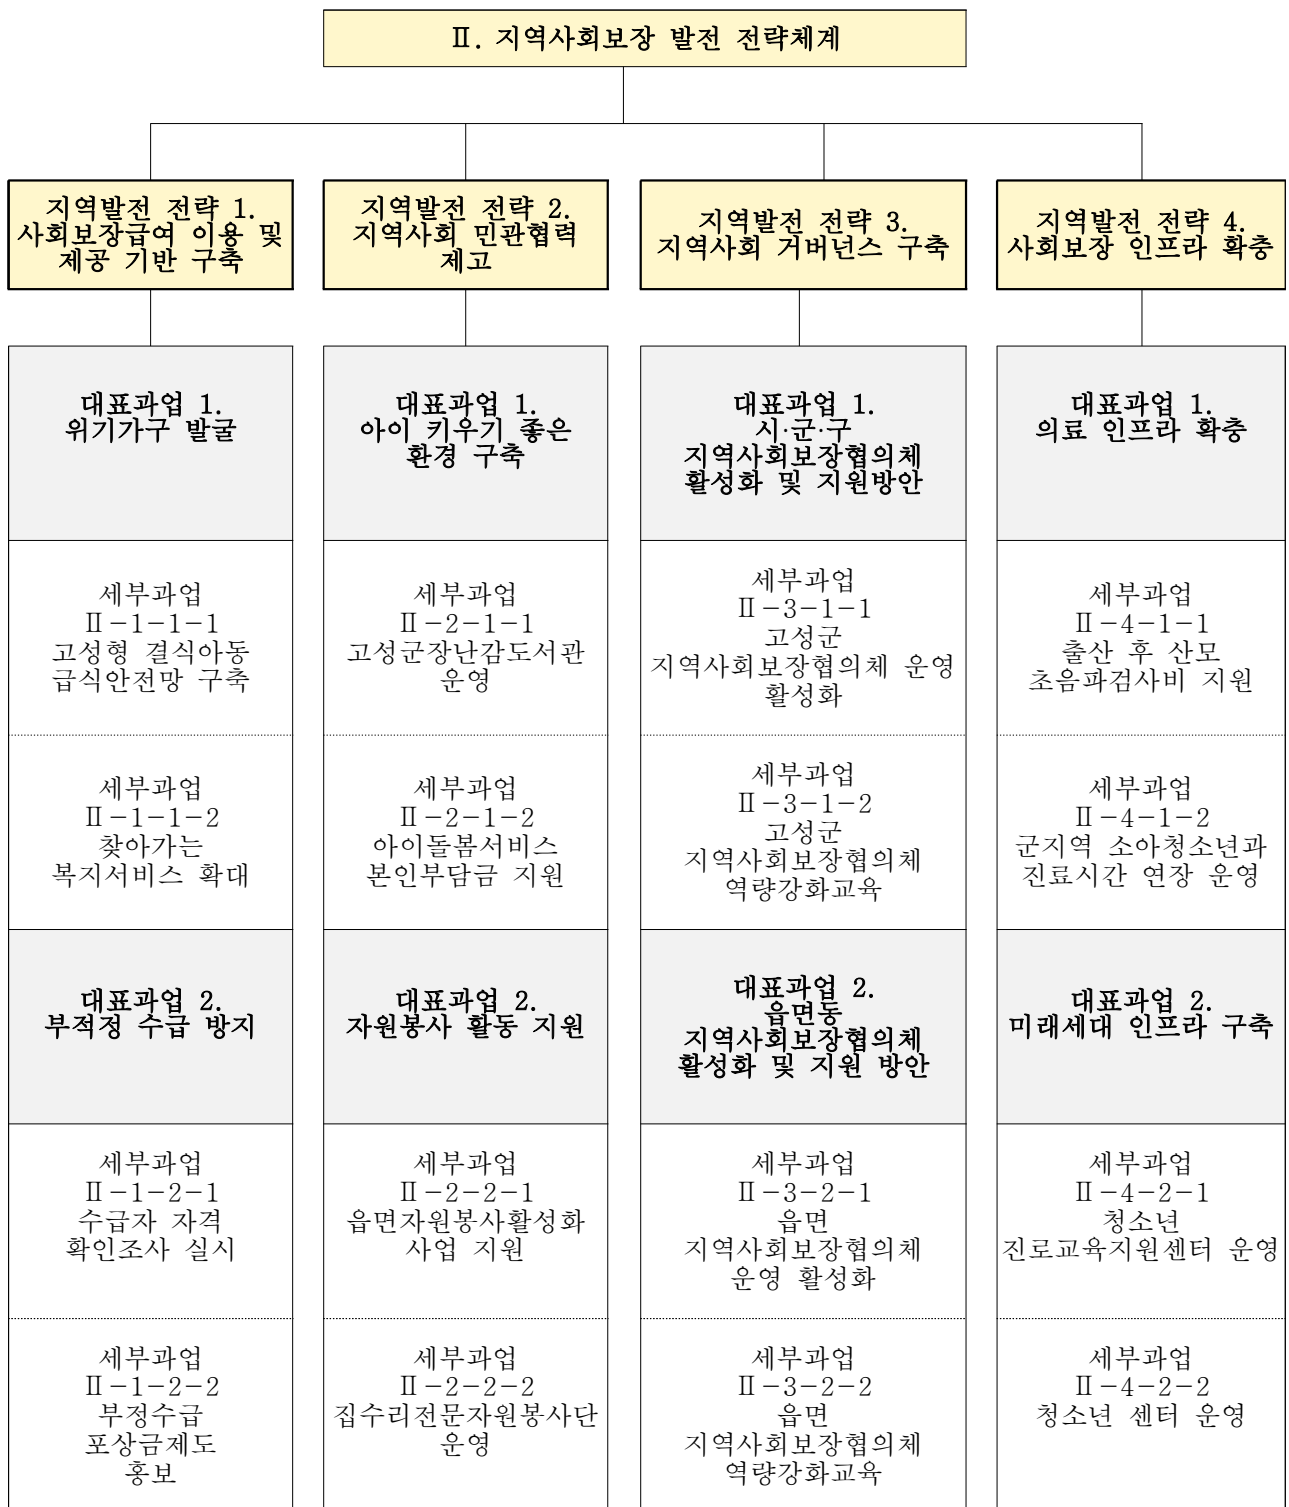 Ⅱ. 지역사회보장 발전 전략체계
지역발전 전략 1.
사회보장급여 이용 및
제공 기반 구축
대표과업 1.
위기가구 발굴
세부과업
Ⅱ-1-1-1
고성형 결식아동
급식안전망 구축
세부과업
Ⅱ-1-1-2
찾아가는
복지서비스 확대
대표과업 2.
부적정 수급 방지
세부과업
Ⅱ-1-2-1
수급자 자격
확인조사 실시
세부과업
Ⅱ-1-2-2
부정수급
포상금제도
홍보
지역발전 전략 2.
지역사회 민관협력
제고
대표과업 1.
아이 키우기 좋은
환경 구축
세부과업
Ⅱ-2-1-1
고성군장난감도서관
운영
세부과업
Ⅱ-2-1-2
아이돌봄서비스
본인부담금 지원
대표과업 2.
자원봉사 활동 지원
세부과업
Ⅱ-2-2-1
읍면자원봉사활성화
사업 지원
세부과업
Ⅱ-2-2-2
집수리전문자원봉사단
운영
지역발전 전략 3.
지역사회 거버넌스 구축
대표과업 1.
시·군·구
지역사회보장협의체
활성화 및 지원방안
세부과업
Ⅱ-3-1-1
고성군
지역사회보장협의체 운영
활성화
세부과업
Ⅱ-3-1-2
고성군
지역사회보장협의체
역량강화교육
대표과업 2.
읍면동
지역사회보장협의체
활성화 및 지원 방안
세부과업
Ⅱ-3-2-1
읍면
지역사회보장협의체
운영 활성화
세부과업
Ⅱ-3-2-2
읍면
지역사회보장협의체
역량강화교육
지역발전 전략 4.
사회보장 인프라 확충
대표과업 1.
의료 인프라 확충
세부과업
Ⅱ-4-1-1
출산 후 산모
초음파검사비 지원
세부과업
Ⅱ-4-1-2
군지역 소아청소년과
진료시간 연장 운영
대표과업 2.
미래세대 인프라 구축
세부과업
Ⅱ-4-2-1
청소년
진로교육지원센터 운영
세부과업
Ⅱ-4-2-2
청소년 센터 운영